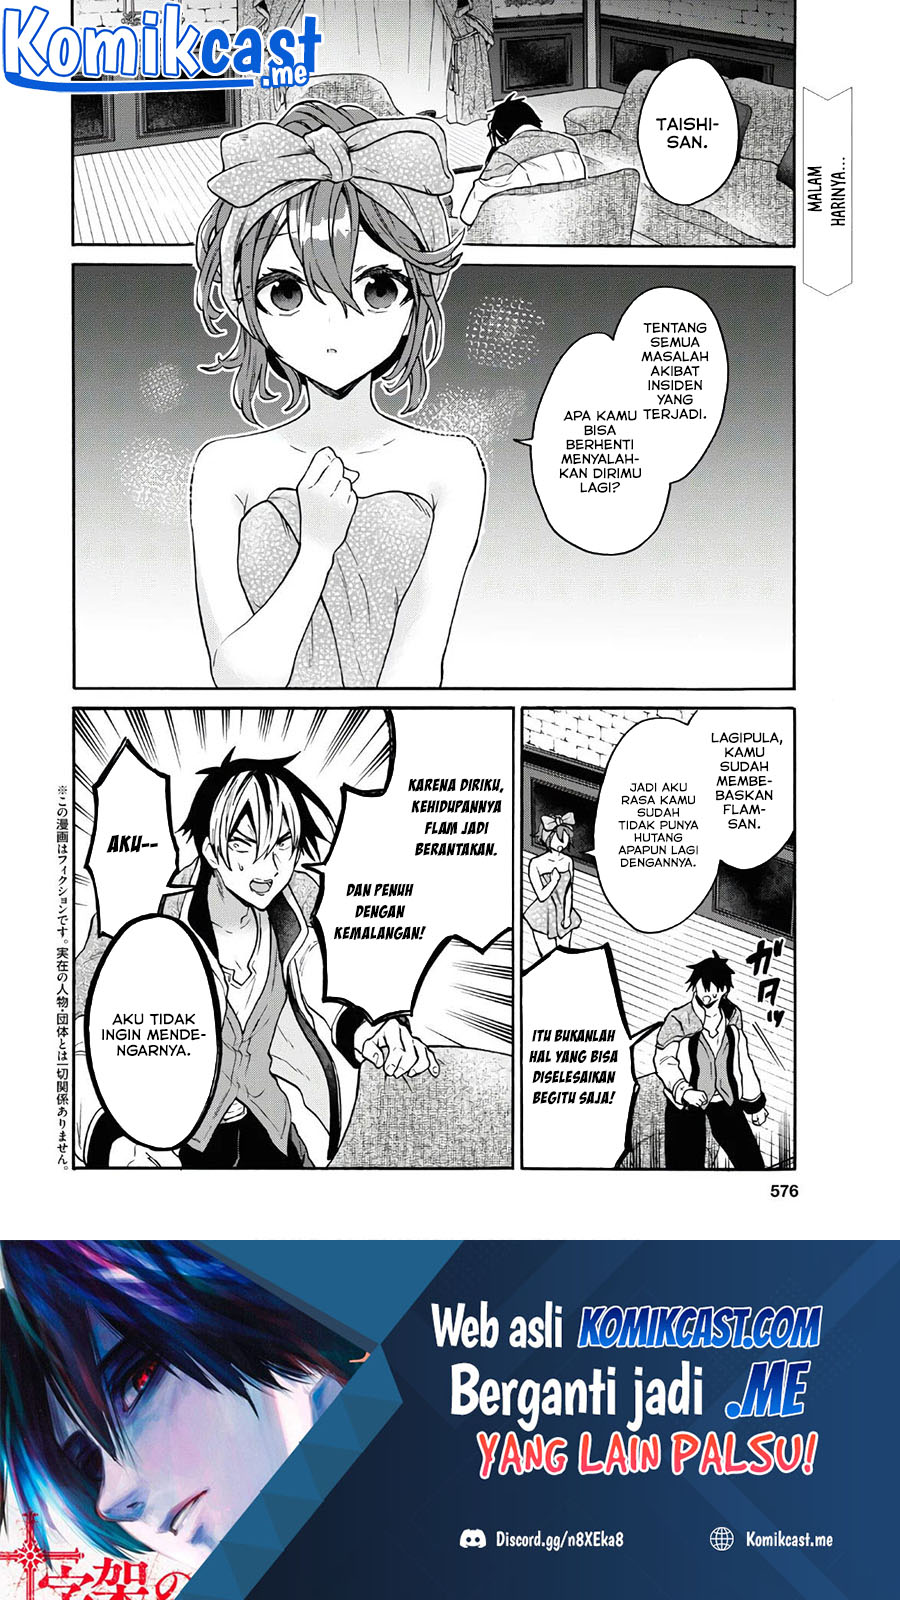 Komikcast
.me
MALAM
HARINYA...
TAISHI-
SAN.
TENTANG
SEMUA
MASALAH
AKIBAT
INSIDEN
YANG
TERJADI.
APA KAMU
BISA
BERHENTI
MENYALAH-
KAN DIRIMU
LAGI?
LAGIPULA,
KAMU
SUDAH
MEMBE-
BASKAN
FLAM-
SAN.
JADI AKU
RASA KAMU
SUDAH
TIDAK PUNYA
HUTANG
APAPUN LAGI
DENGANNYA.
ガタッ
ITU BUKANLAH
HAL YANG BISA
DISELESAIKAN
BEGITU SAJA!
KARENA DIRIKU,
KEHIDUPANNYA
FLAM JADI
BERANTAKAN.
DAN PENUH
DENGAN
KEMALANGAN!
AKU--
AKU TIDAK
INGIN MENDE-
NGARNYA.
※この漫画はフィクションです。実在の人物・団体とは一切関係ありません。
576
Web asli KOMIKCAST.COM
Berganti jadi .ME
YANG LAIN PALSU!
Discord.gg/n8XEka8
Komikcast.me
十字架の